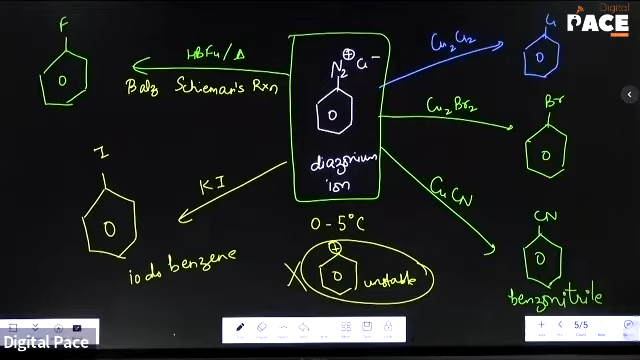 F
HBF4/Δ
Balz Schieman's Rxn
N2 ⊕ Cl−
diazonium
ion
0-5°C
Cu2Cl2
Cl
Cu2Br2
Br
CuCN
CN
benzonitrile
I
KI
iodo benzene
⊕
unstable
Digital
PACE
5/5
Digital Pace